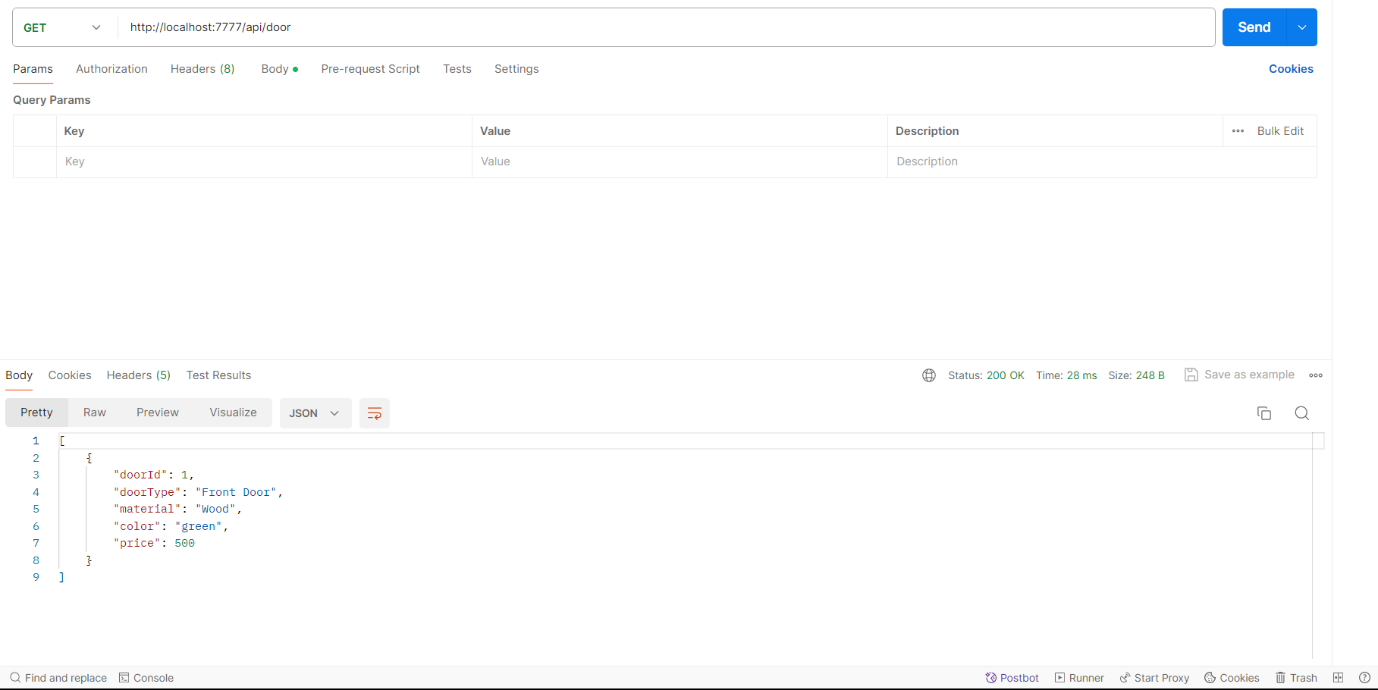 GET http://localhost:7777/api/door Send
Params Authorization Headers (8) Body Pre-request Script Tests Settings Cookies
Query Params
Key Value Description ••• Bulk Edit
Key Value Description
Body Cookies Headers (5) Test Results Status: 200 OK Time: 28 ms Size: 248 B Save as example
Pretty Raw Preview Visualize JSON
1 [
2 {
3 "doorId": 1,
4 "doorType": "Front Door",
5 "material": "Wood",
6 "color": "green",
7 "price": 500
8 }
9 ]
Find and replace Console Postbot Runner Start Proxy Cookies Trash